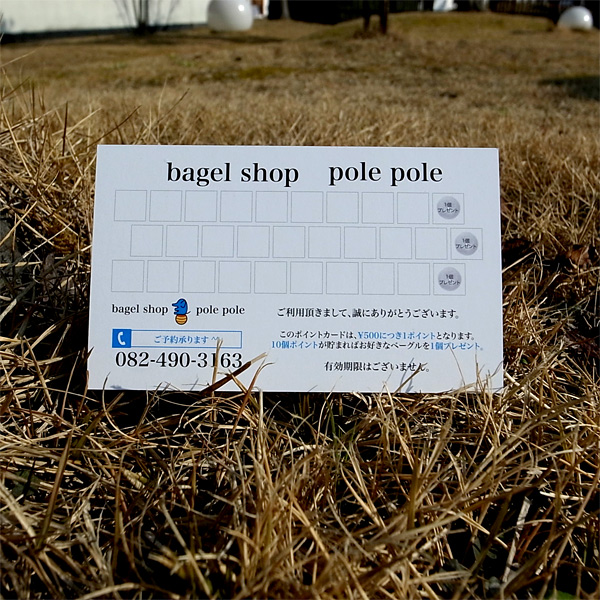 bagel shop pole pole
1個
プレゼント
1個
プレゼント
1個
プレゼント
bagel shop pole pole
ご予約承ります^^
082-490-3163
ご利用頂きまして、誠にありがとうございます。
このポイントカードは、¥500につき1ポイントとなります。
10個ポイントが貯まればお好きなベーグルを1個プレゼント。
有効期限はございません。